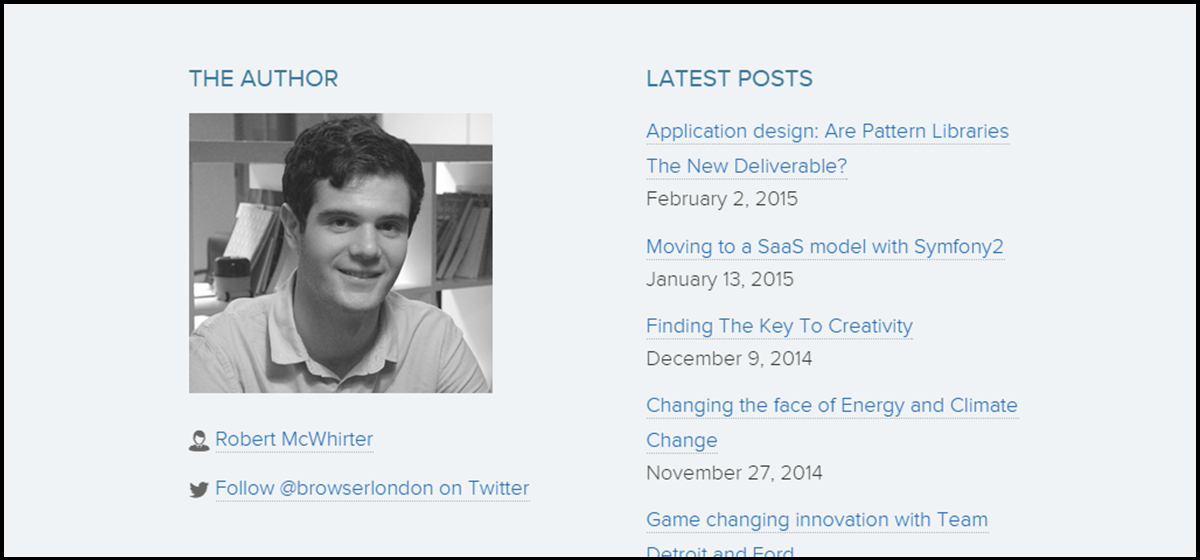 THE AUTHOR
Robert McWhirter
Follow @browserlondon on Twitter
LATEST POSTS
Application design: Are Pattern Libraries
The New Deliverable?
February 2, 2015
Moving to a SaaS model with Symfony2
January 13, 2015
Finding The Key To Creativity
December 9, 2014
Changing the face of Energy and Climate
Change
November 27, 2014
Game changing innovation with Team
Detroit and Ford